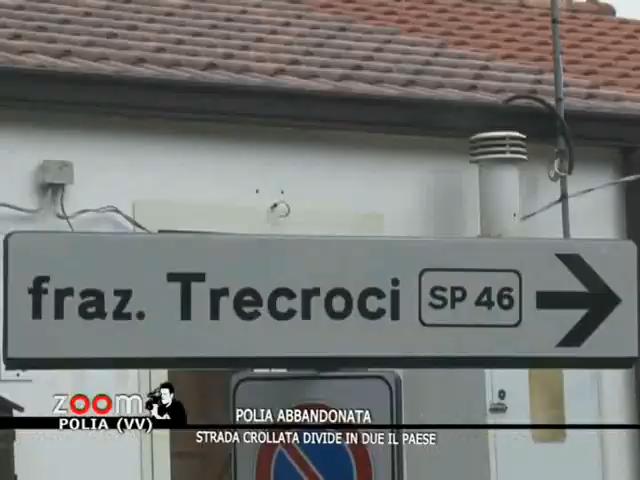 fraz. Trecroci SP 46
zoom
POLIA (VV)
POLIA ABBANDONATA
STRADA CROLLATA DIVIDE IN DUE IL PAESE